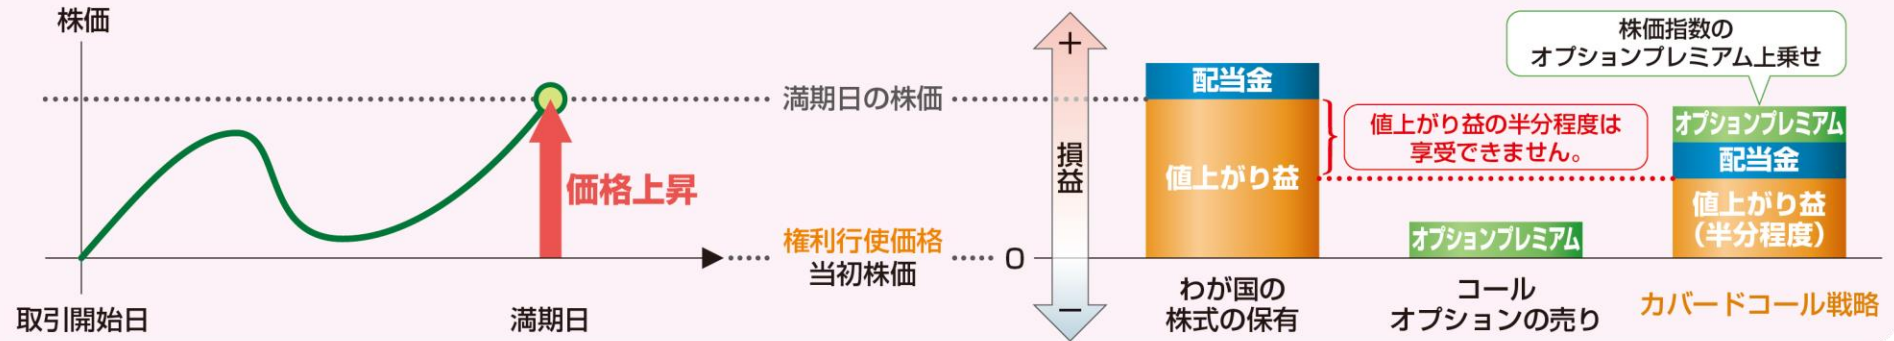 株価
価格上昇
取引開始日
満期日
満期日の株価
権利行使価格
当初株価
0
＋
損益
−
配当金
値上がり益
わが国の
株式の保有
値上がり益の半分程度は
享受できません。
オプションプレミアム
コール
オプションの売り
株価指数の
オプションプレミアム上乗せ
オプションプレミアム
配当金
値上がり益
（半分程度）
カバードコール戦略